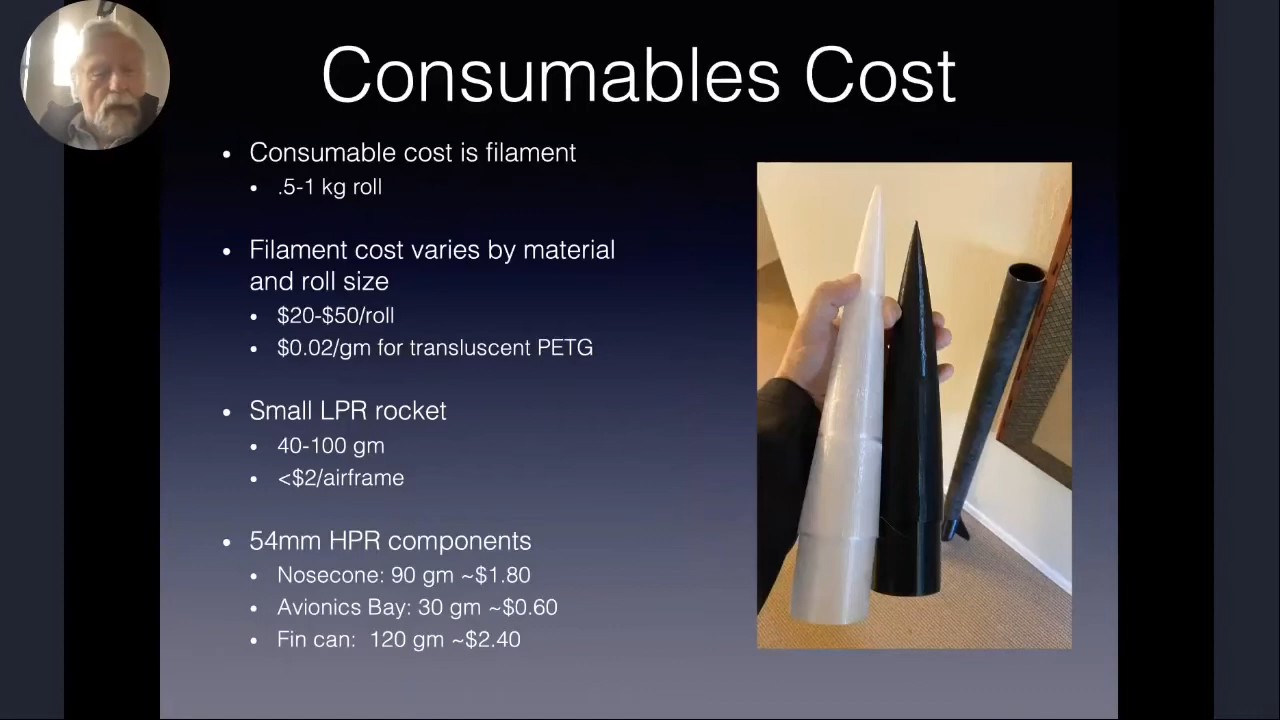 Consumables Cost
• Consumable cost is filament
• .5-1 kg roll
• Filament cost varies by material
and roll size
• $20-$50/roll
• $0.02/gm for transluscent PETG
• Small LPR rocket
• 40-100 gm
• <$2/airframe
• 54mm HPR components
• Nosecone: 90 gm ~$1.80
• Avionics Bay: 30 gm ~$0.60
• Fin can:  120 gm ~$2.40